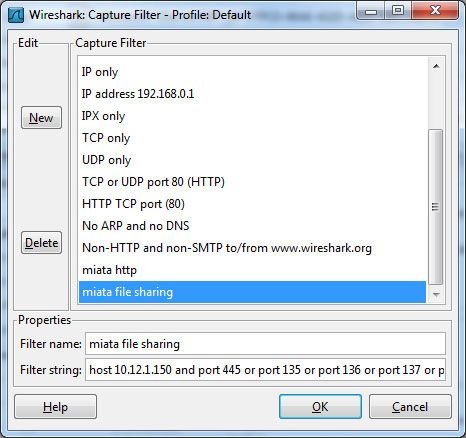 Wireshark: Capture Filter - Profile: Default
Edit
Capture Filter
IP only
IP address 192.168.0.1
IPX only
New
TCP only
UDP only
TCP or UDP port 80 (HTTP)
HTTP TCP port (80)
No ARP and no DNS
Delete
Non-HTTP and non-SMTP to/from www.wireshark.org
miata http
miata file sharing
Properties
Filter name: miata file sharing
Filter string: host 10.12.1.150 and port 445 or port 135 or port 136 or port 137 or p
Help OK Cancel